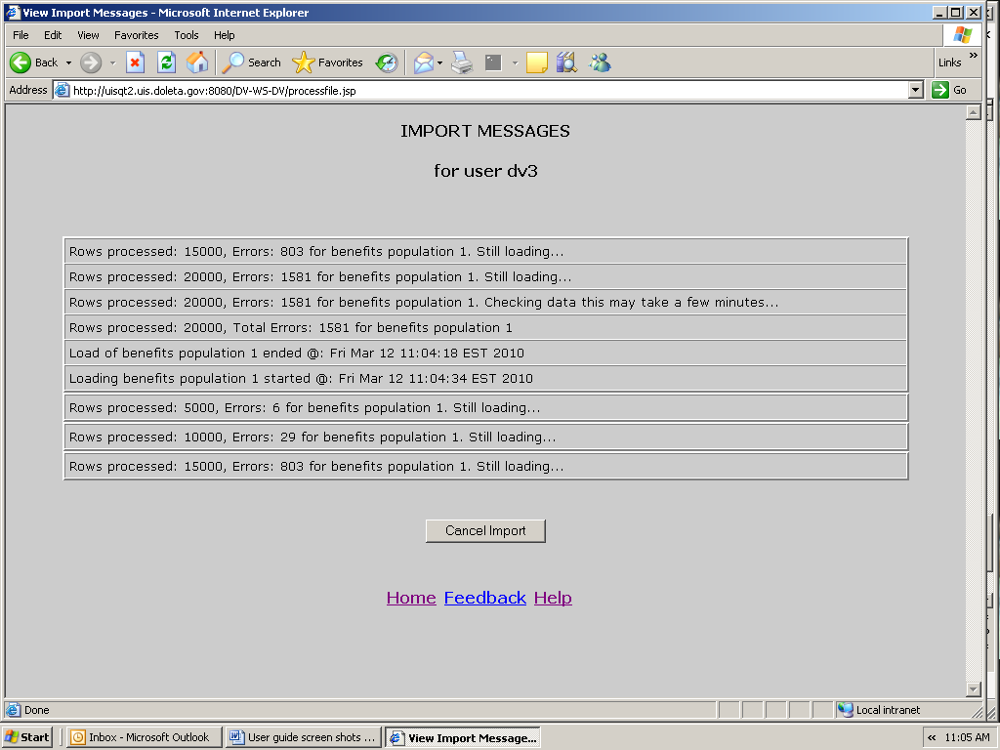 View Import Messages - Microsoft Internet Explorer
File Edit View Favorites Tools Help
Back Search Favorites Links »
Address http://uisqt2.uis.doleta.gov:8080/DV-WS-DV/processfile.jsp Go
IMPORT MESSAGES
for user dv3
Rows processed: 15000, Errors: 803 for benefits population 1. Still loading...
Rows processed: 20000, Errors: 1581 for benefits population 1. Still loading...
Rows processed: 20000, Errors: 1581 for benefits population 1. Checking data this may take a few minutes...
Rows processed: 20000, Total Errors: 1581 for benefits population 1
Load of benefits population 1 ended @: Fri Mar 12 11:04:18 EST 2010
Loading benefits population 1 started @: Fri Mar 12 11:04:34 EST 2010
Rows processed: 5000, Errors: 6 for benefits population 1. Still loading...
Rows processed: 10000, Errors: 29 for benefits population 1. Still loading...
Rows processed: 15000, Errors: 803 for benefits population 1. Still loading...
Cancel Import
Home Feedback Help
Done Local intranet
Start Inbox - Microsoft Outlook User guide screen shots ... View Import Message... « 11:05 AM